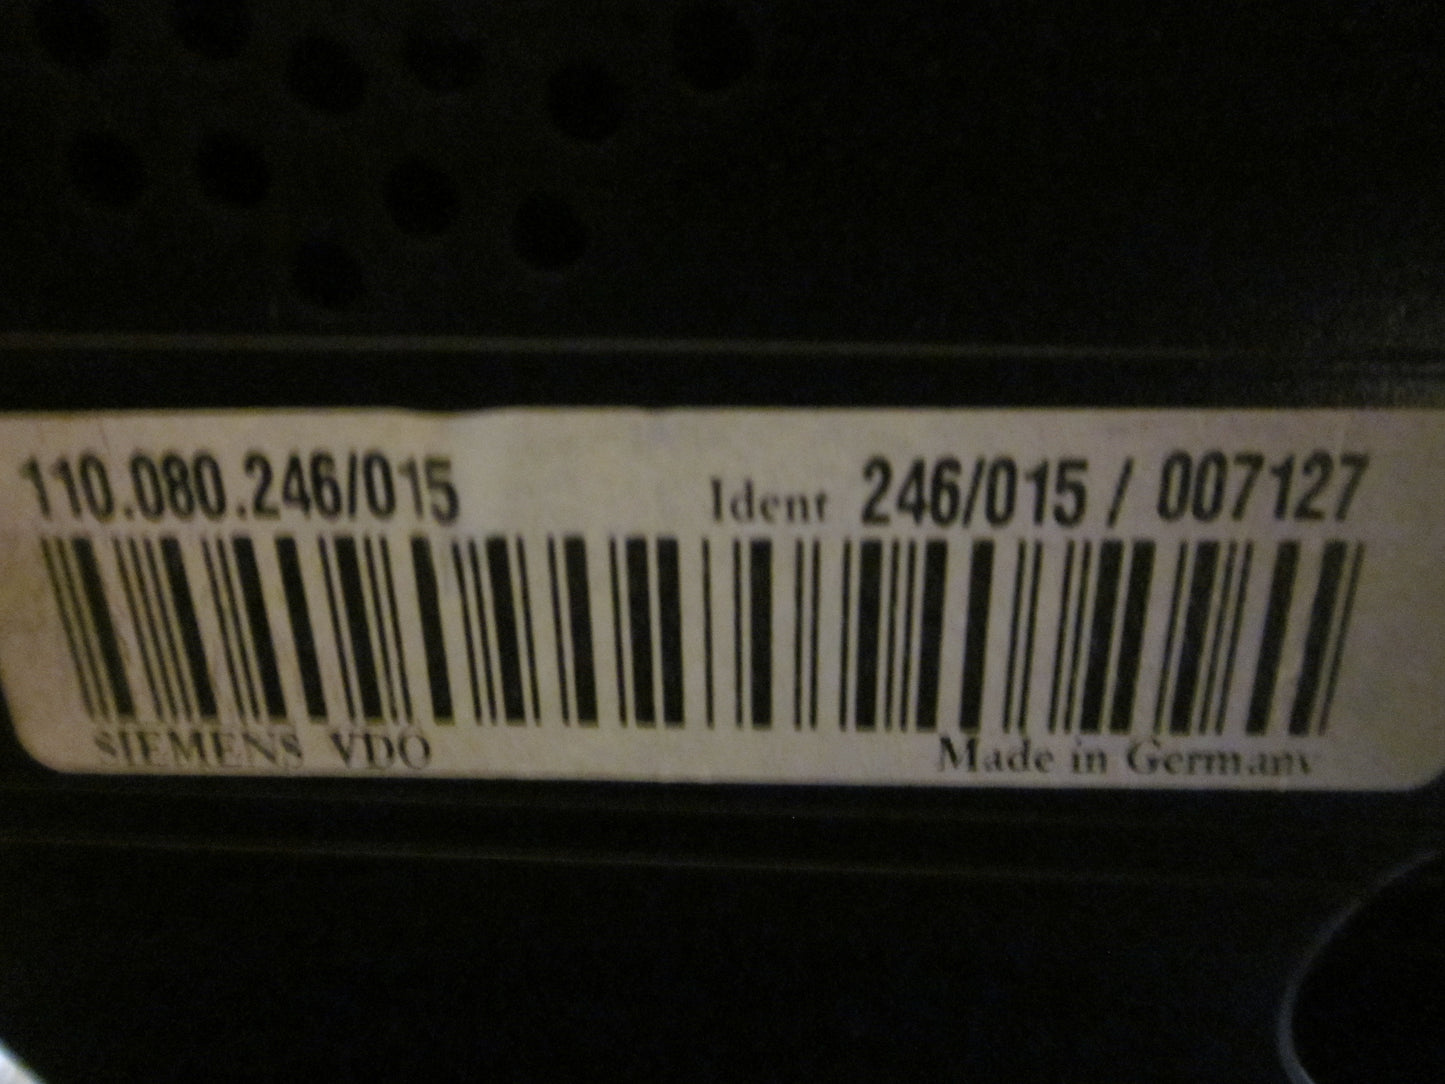 110.080.246/015 Ident 246/015 / 007127
SIEMENS VDO Made in Germany